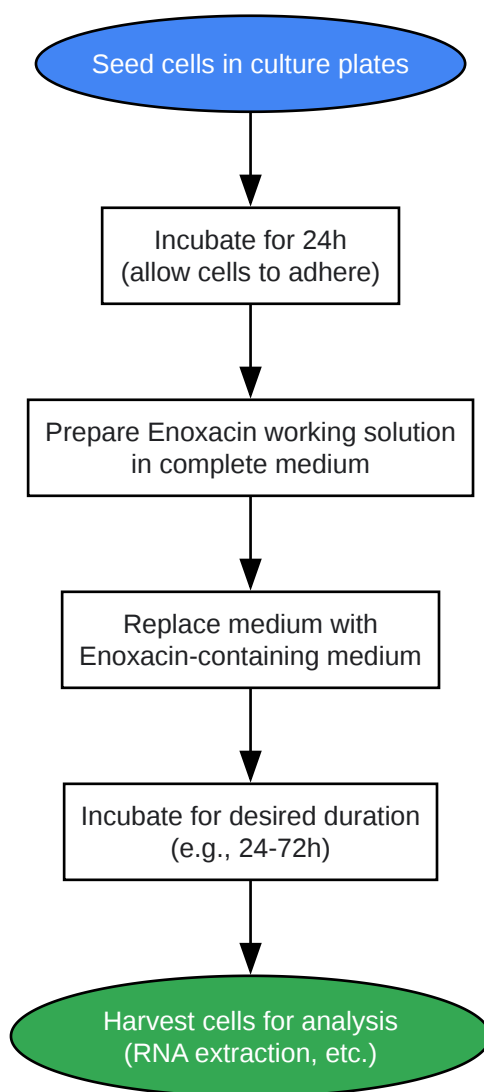 Seed cells in culture plates
Incubate for 24h
(allow cells to adhere)
Prepare Enoxacin working solution
in complete medium
Replace medium with
Enoxacin-containing medium
Incubate for desired duration
(e.g., 24-72h)
Harvest cells for analysis
(RNA extraction, etc.)